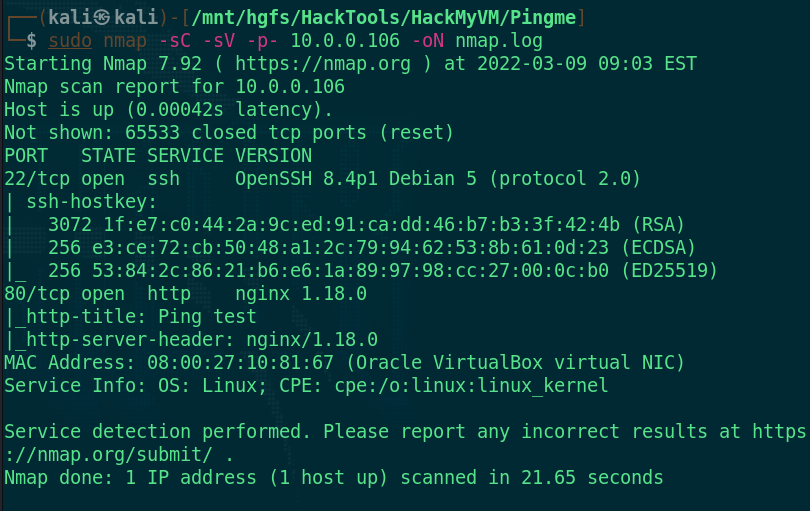 ┌──(kali㉿kali)-[/mnt/hgfs/HackTools/HackMyVM/Pingme]
└─$ sudo nmap -sC -sV -p- 10.0.0.106 -oN nmap.log
Starting Nmap 7.92 ( https://nmap.org ) at 2022-03-09 09:03 EST
Nmap scan report for 10.0.0.106
Host is up (0.00042s latency).
Not shown: 65533 closed tcp ports (reset)
PORT   STATE SERVICE VERSION
22/tcp open  ssh     OpenSSH 8.4p1 Debian 5 (protocol 2.0)
| ssh-hostkey:
|   3072 1f:e7:c0:44:2a:9c:ed:91:ca:dd:46:b7:b3:3f:42:4b (RSA)
|   256 e3:ce:72:cb:50:48:a1:2c:79:94:62:53:8b:61:0d:23 (ECDSA)
|_  256 53:84:2c:86:21:b6:e6:1a:89:97:98:cc:27:00:0c:b0 (ED25519)
80/tcp open  http    nginx 1.18.0
|_http-title: Ping test
|_http-server-header: nginx/1.18.0
MAC Address: 08:00:27:10:81:67 (Oracle VirtualBox virtual NIC)
Service Info: OS: Linux; CPE: cpe:/o:linux:linux_kernel
Service detection performed. Please report any incorrect results at https
://nmap.org/submit/ .
Nmap done: 1 IP address (1 host up) scanned in 21.65 seconds